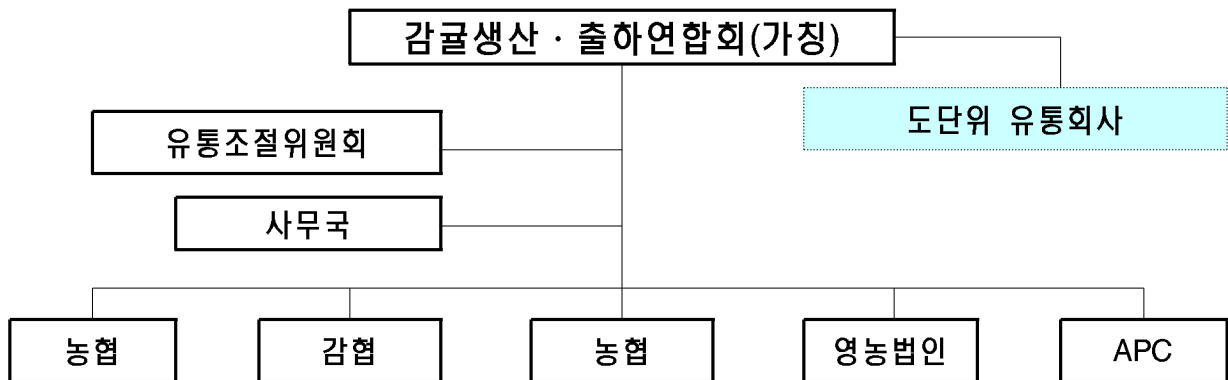 감귤생산 · 출하연합회(가칭)
도단위 유통회사
유통조절위원회
사무국
농협
감협
농협
영농법인
APC